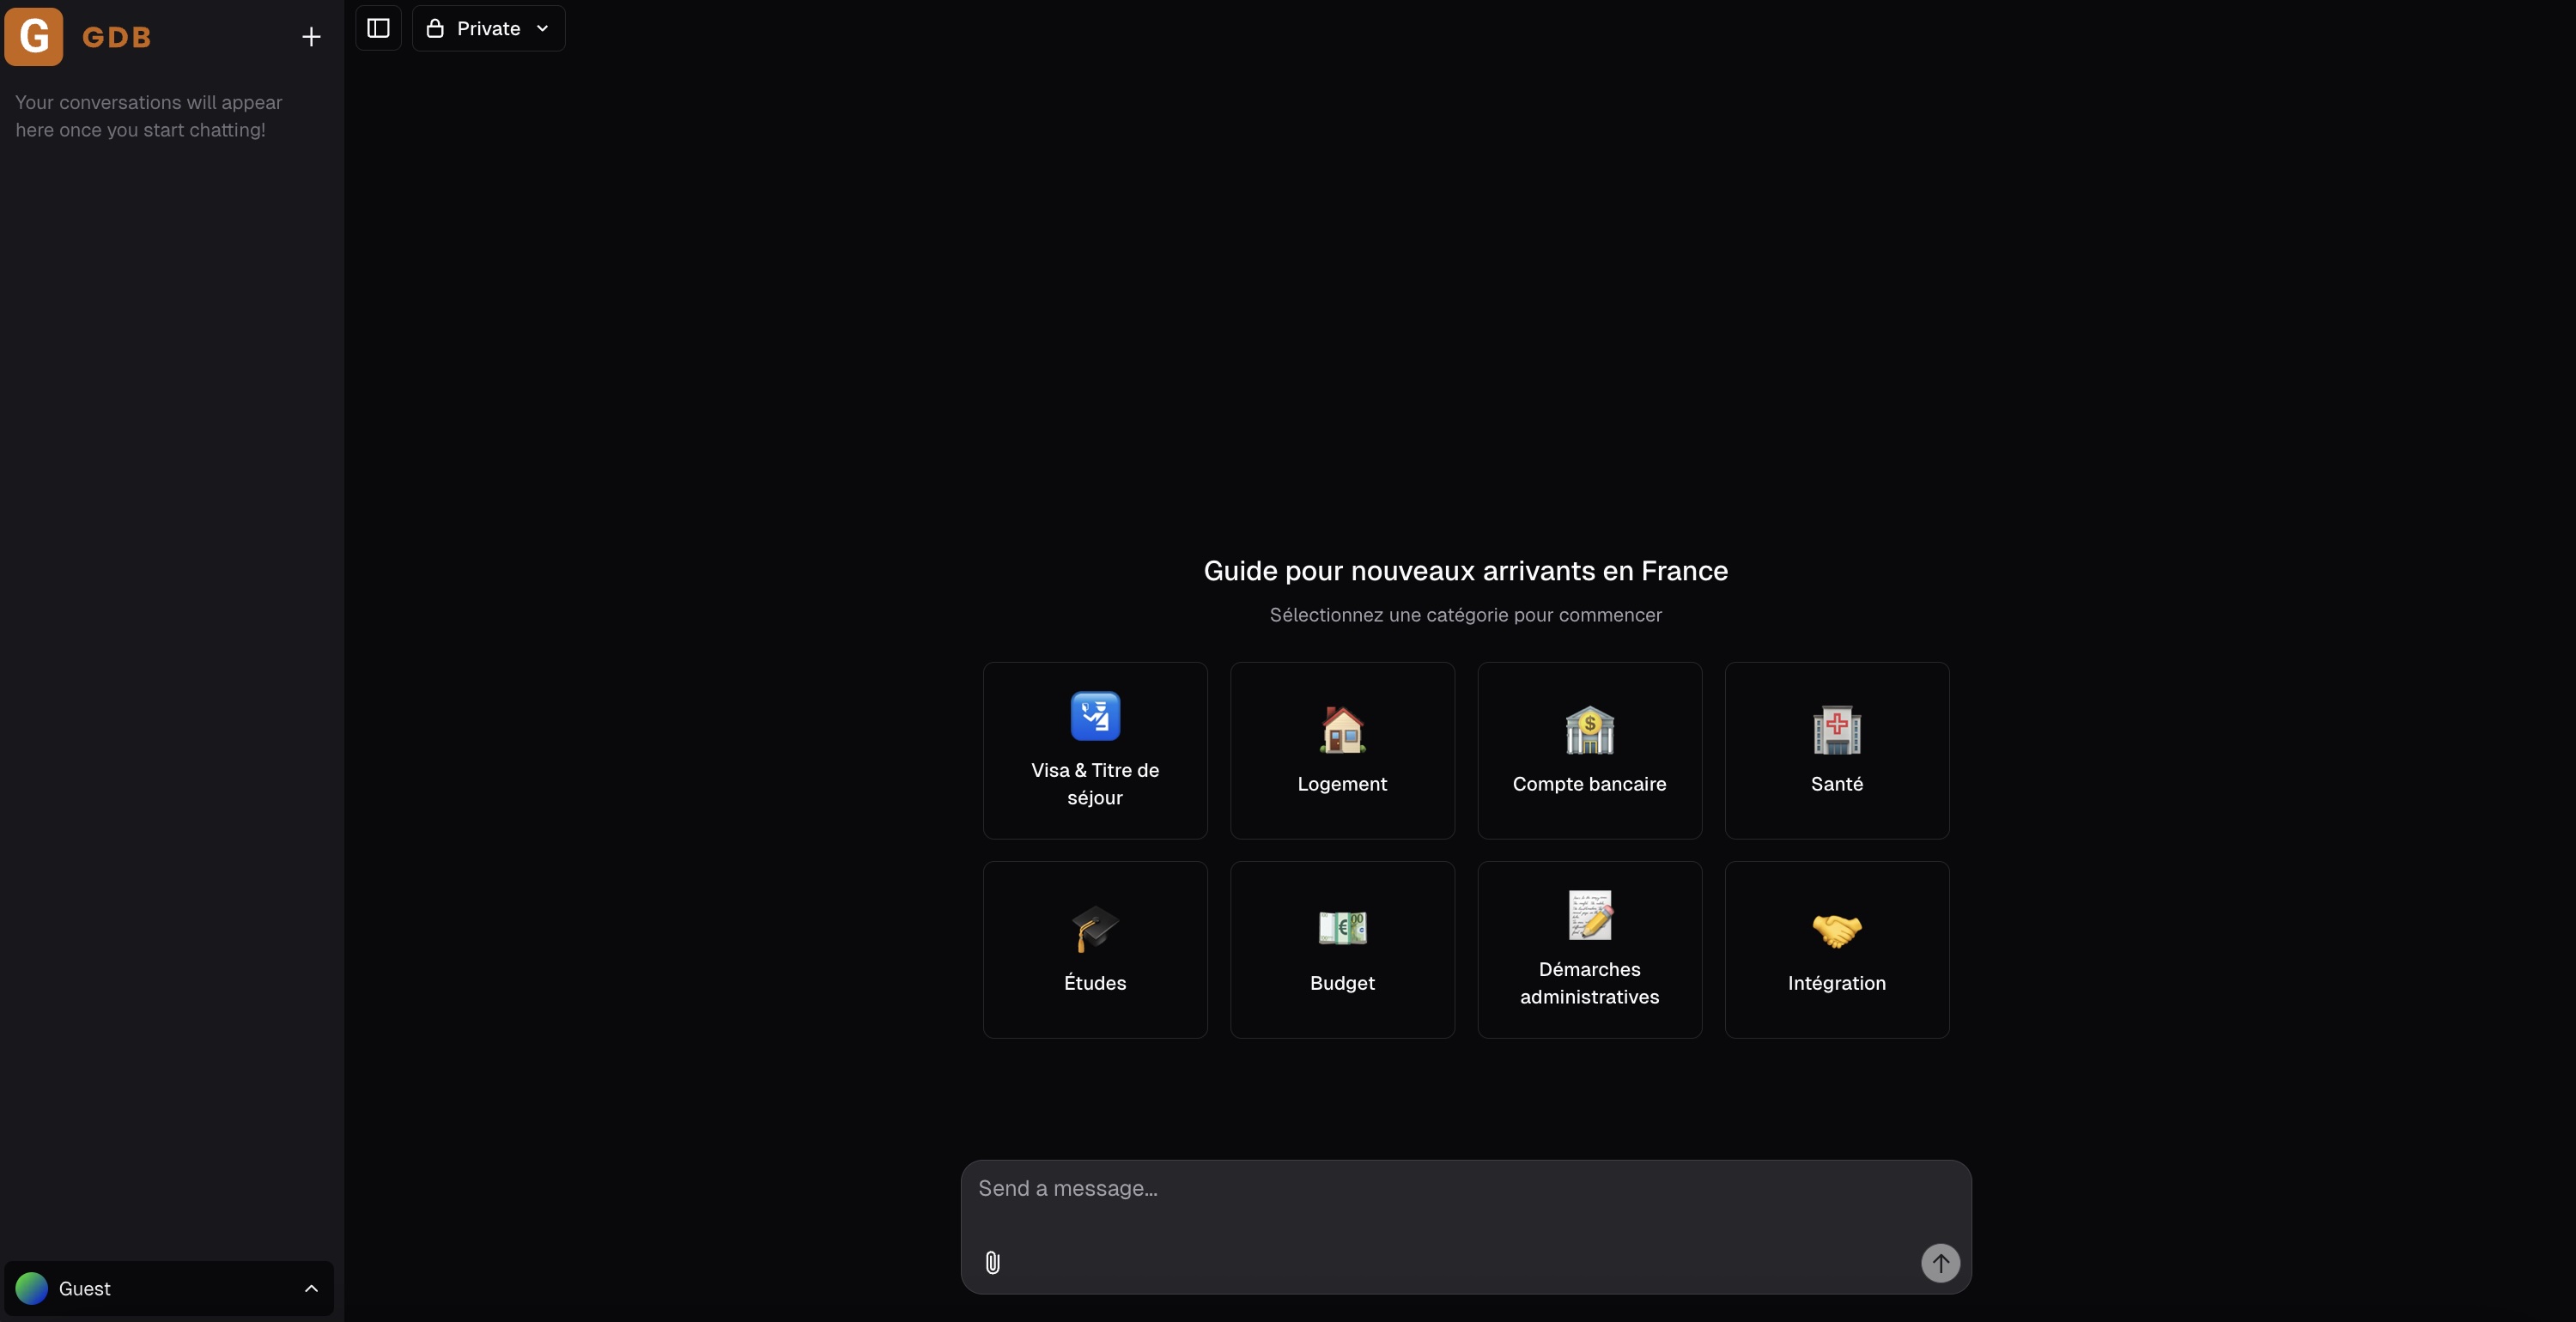 G GDB
Your conversations will appear
here once you start chatting!
Private
Guide pour nouveaux arrivants en France
Sélectionnez une catégorie pour commencer
Visa & Titre de
séjour
Logement
Compte bancaire
Santé
Études
Budget
Démarches
administratives
Intégration
Send a message...
Guest